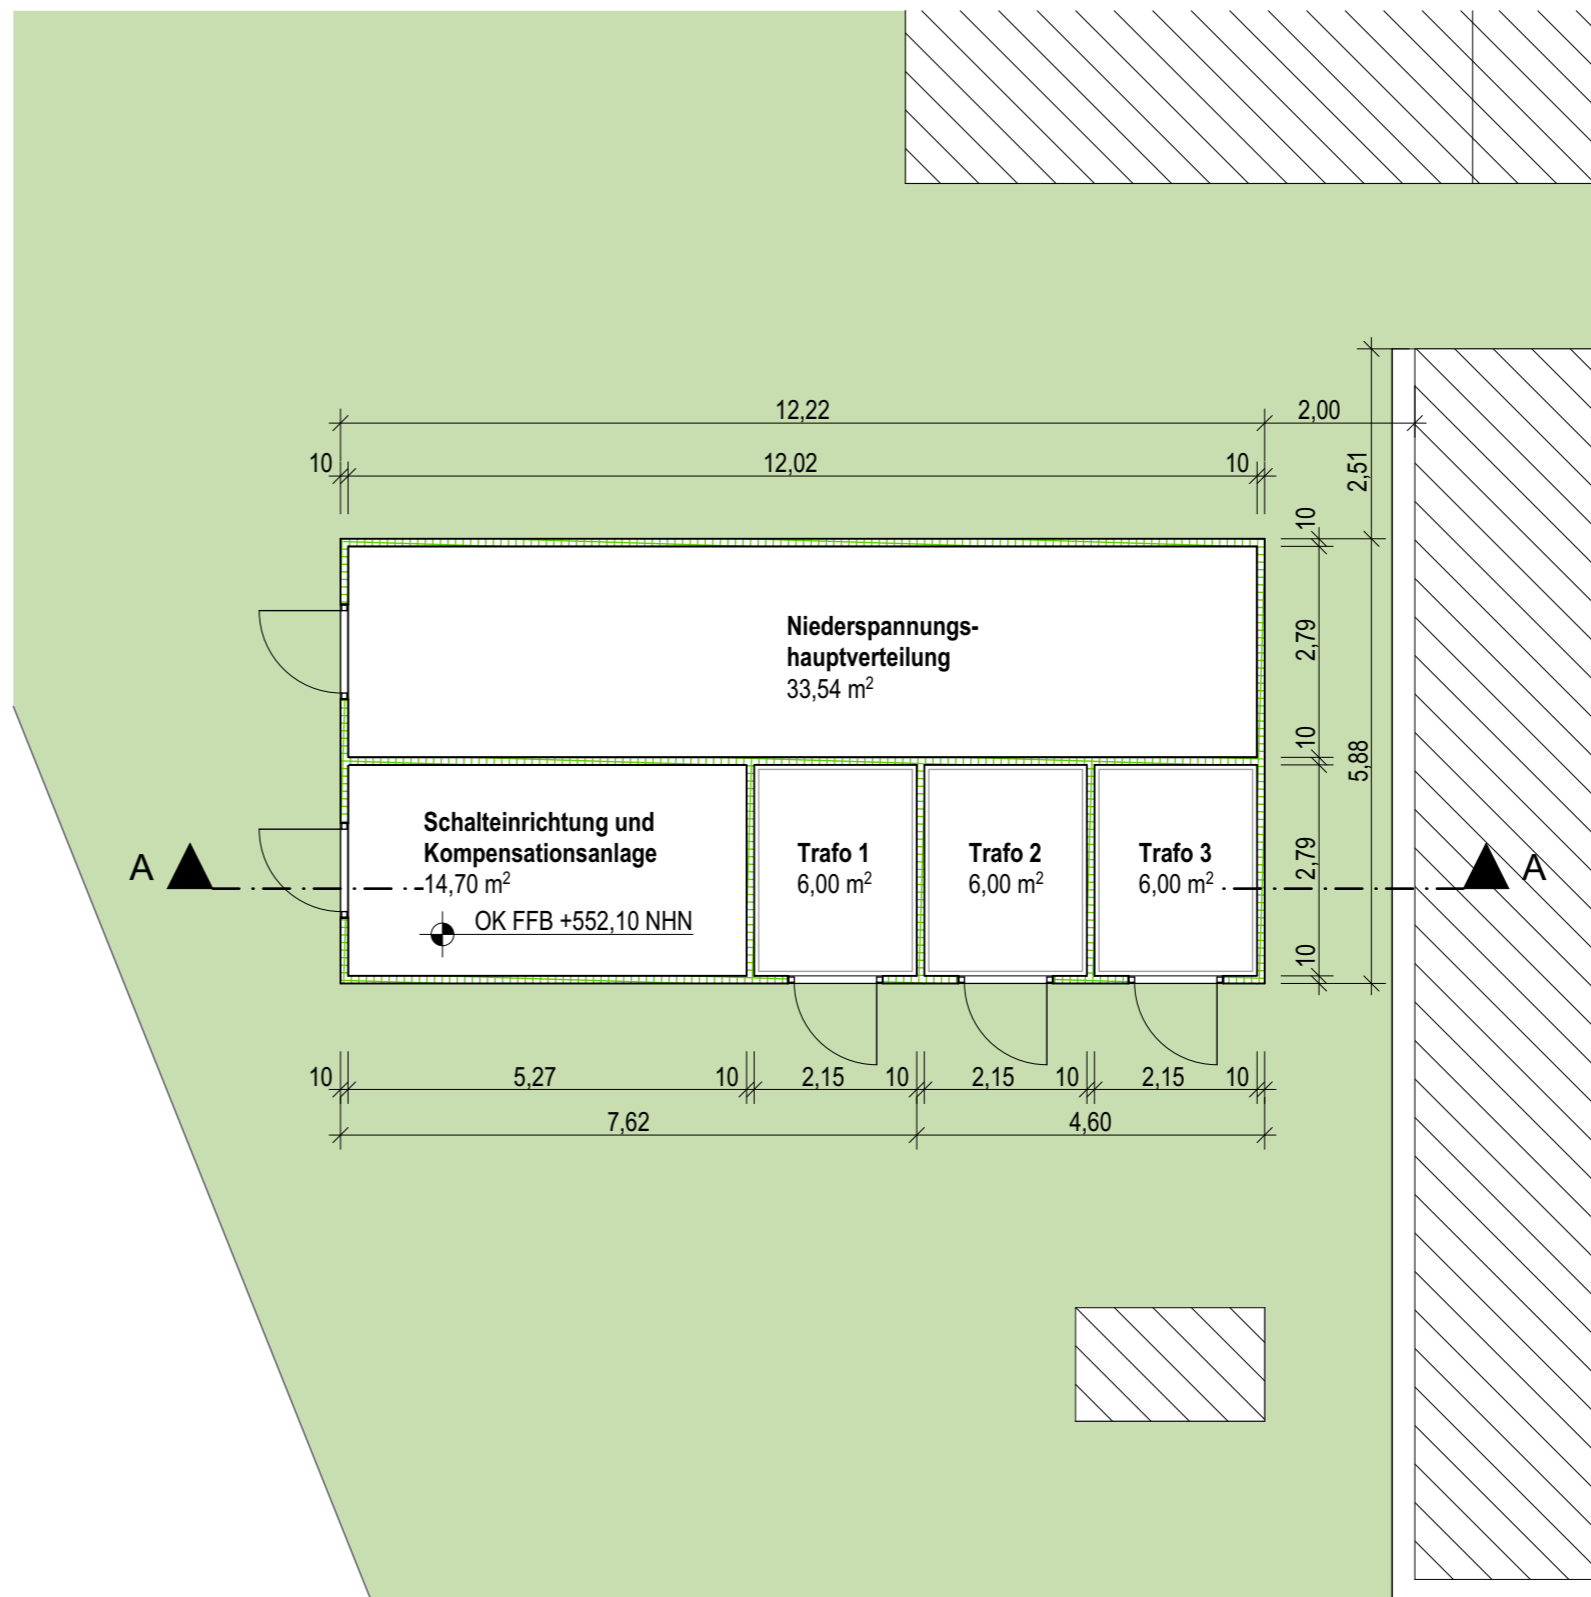 12,22
2,00
10
12,02
10
2,51
10
Niederspannungs-
hauptverteilung
33,54 m²
2,79
10
5,88
Schalteinrichtung und
Kompensationsanlage
14,70 m²
OK FFB +552,10 NHN
Trafo 1
6,00 m²
Trafo 2
6,00 m²
Trafo 3
6,00 m²
A
A
2,79
10
10
5,27
10
2,15
10
2,15
10
2,15
10
7,62
4,60